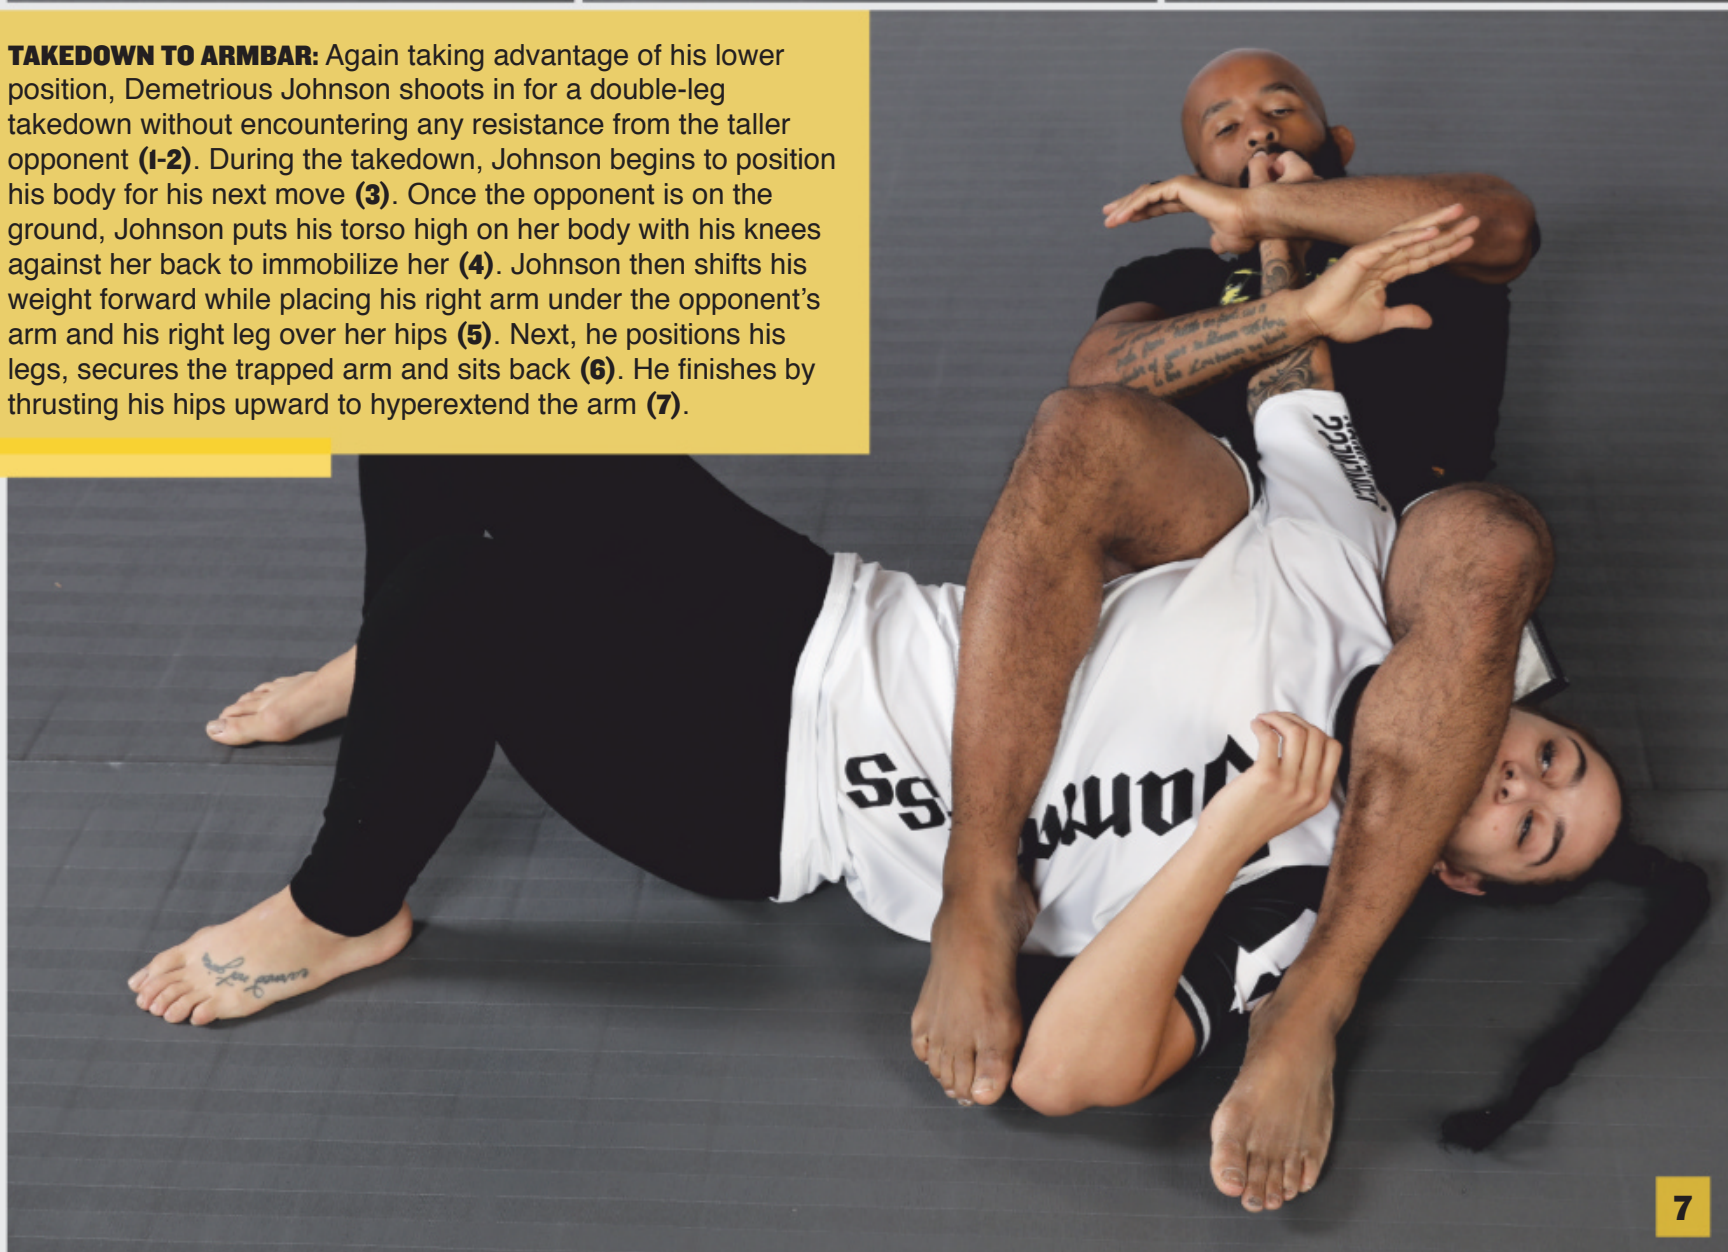 TAKEDOWN TO ARMBAR: Again taking advantage of his lower
position, Demetrious Johnson shoots in for a double-leg
takedown without encountering any resistance from the taller
opponent (1-2). During the takedown, Johnson begins to position
his body for his next move (3). Once the opponent is on the
ground, Johnson puts his torso high on her body with his knees
against her back to immobilize her (4). Johnson then shifts his
weight forward while placing his right arm under the opponent’s
arm and his right leg over her hips (5). Next, he positions his
legs, secures the trapped arm and sits back (6). He finishes by
thrusting his hips upward to hyperextend the arm (7).
earned not given
7